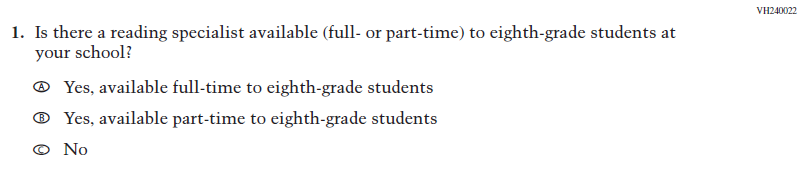 VH240022
1. Is there a reading specialist available (full- or part-time) to eighth-grade students at
your school?
A Yes, available full-time to eighth-grade students
B Yes, available part-time to eighth-grade students
C No